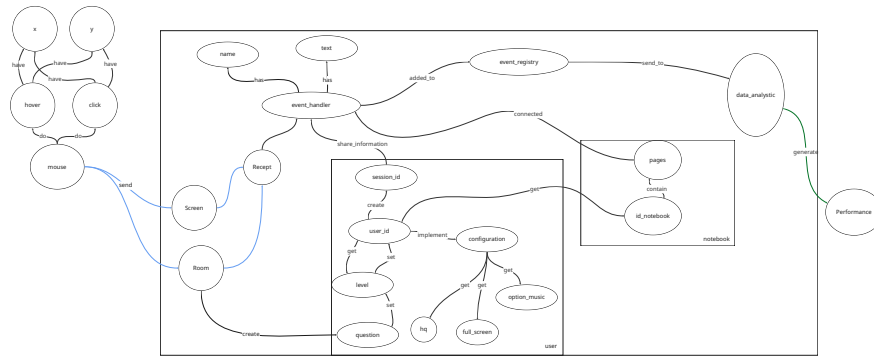 x
y
have
have
have
have
hover
click
do
do
mouse
send
Screen
Room
Recept
name
text
has
has
event_handler
added_to
event_registry
send_to
data_analystic
generate
Performance
connected
share_information
session_id
create
user_id
get
set
level
set
question
create
implement
configuration
get
get
get
hq
full_screen
option_music
user
get
pages
contain
id_notebook
notebook